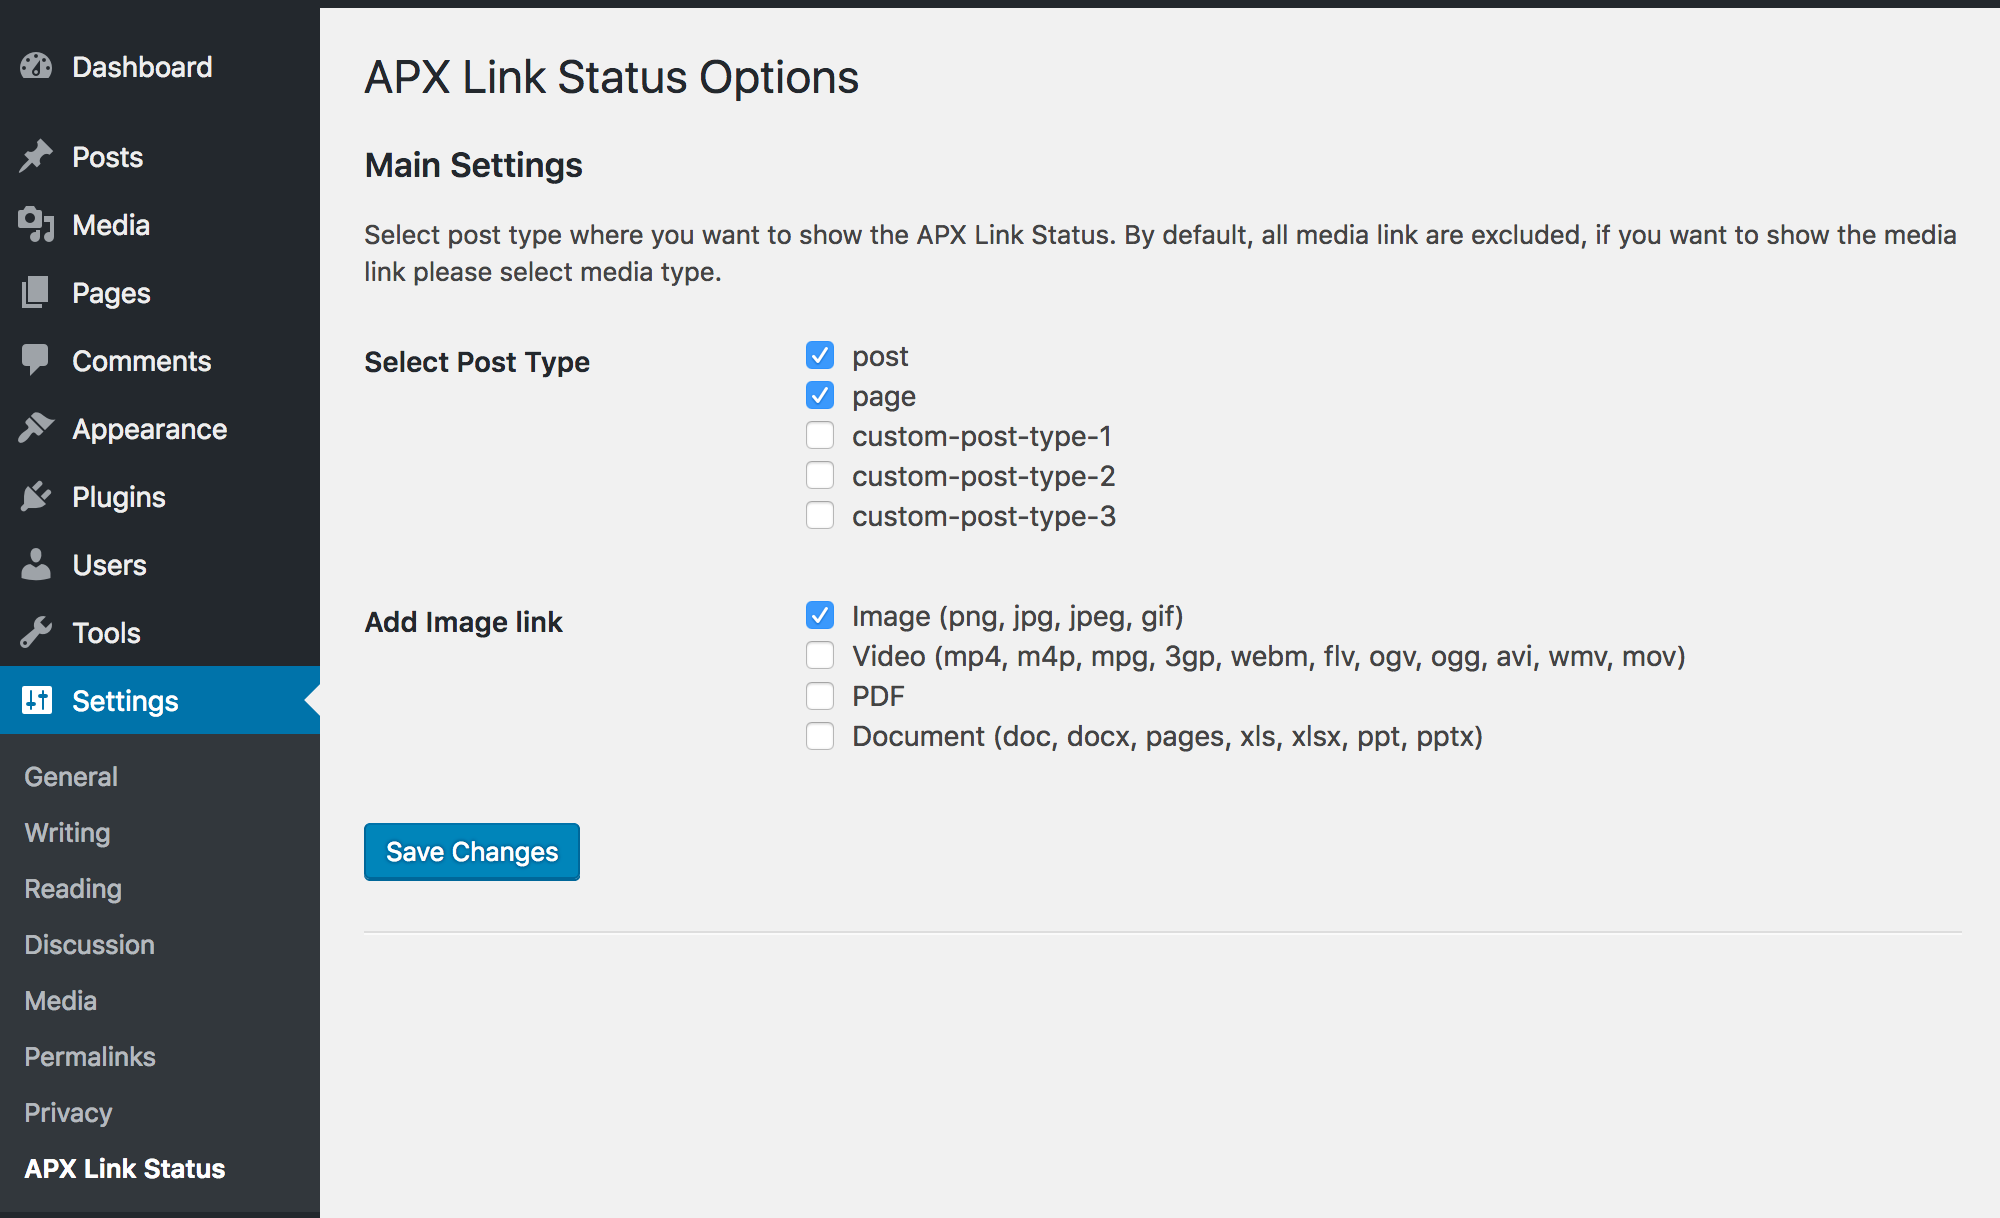 Dashboard
Posts
Media
Pages
Comments
Appearance
Plugins
Users
Tools
Settings
General
Writing
Reading
Discussion
Media
Permalinks
Privacy
APX Link Status
APX Link Status Options
Main Settings
Select post type where you want to show the APX Link Status. By default, all media link are excluded, if you want to show the media
link please select media type.
Select Post Type
post
page
custom-post-type-1
custom-post-type-2
custom-post-type-3
Add Image link
Image (png, jpg, jpeg, gif)
Video (mp4, m4p, mpg, 3gp, webm, flv, ogv, ogg, avi, wmv, mov)
PDF
Document (doc, docx, pages, xls, xlsx, ppt, pptx)
Save Changes